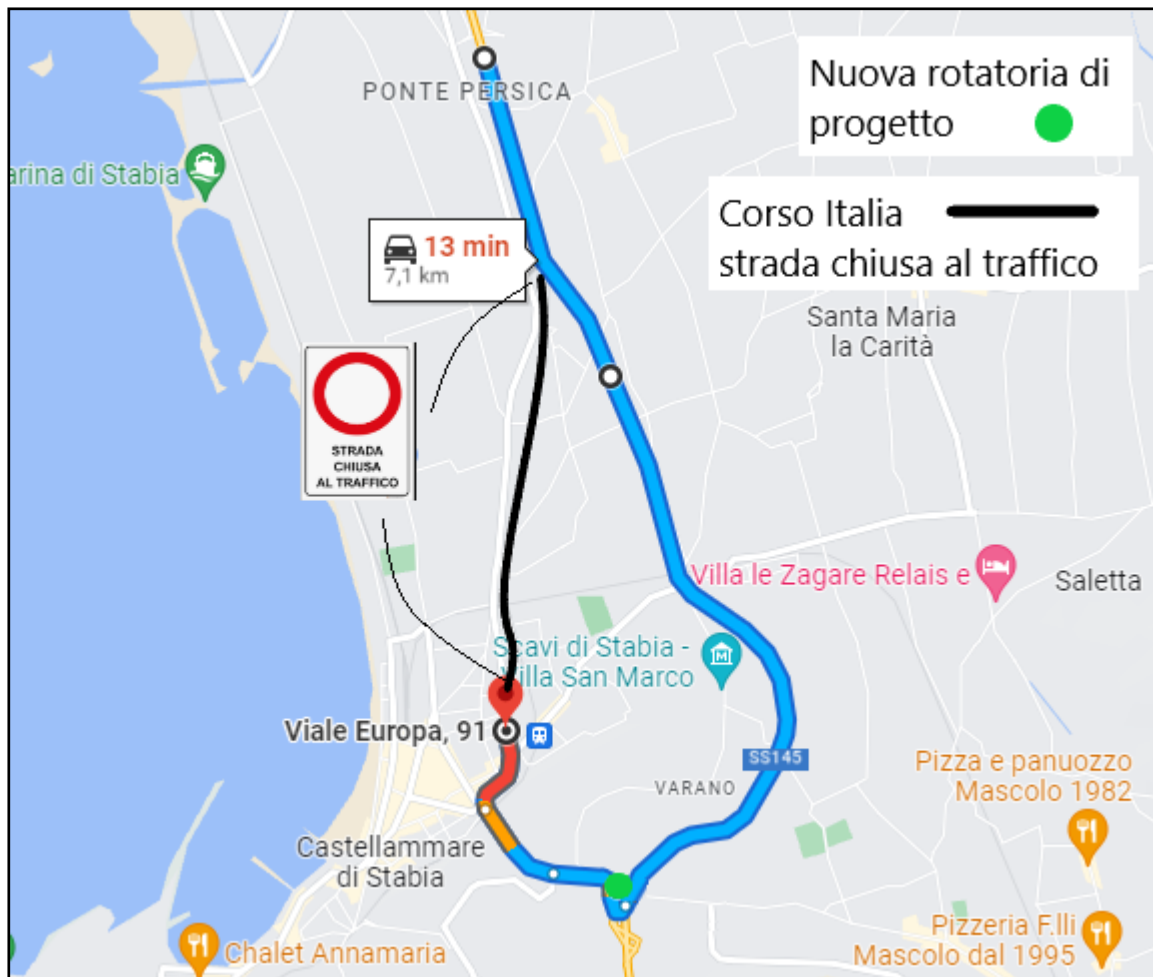 Nuova rotatoria di
progetto
PONTE PERSICA
arina di Stabia
Corso Italia
strada chiusa al traffico
13 min
7,1 km
Santa Maria
la Carità
STRADA
CHIUSA
AL TRAFFICO
Villa le Zagare Relais e
Saletta
Scavi di Stabia -
Villa San Marco
Viale Europa, 91
SS145
VARANO
Pizza e panuozzo
Mascolo 1982
Castellammare
di Stabia
Pizzeria F.lli
Mascolo dal 1995
Chalet Annamaria